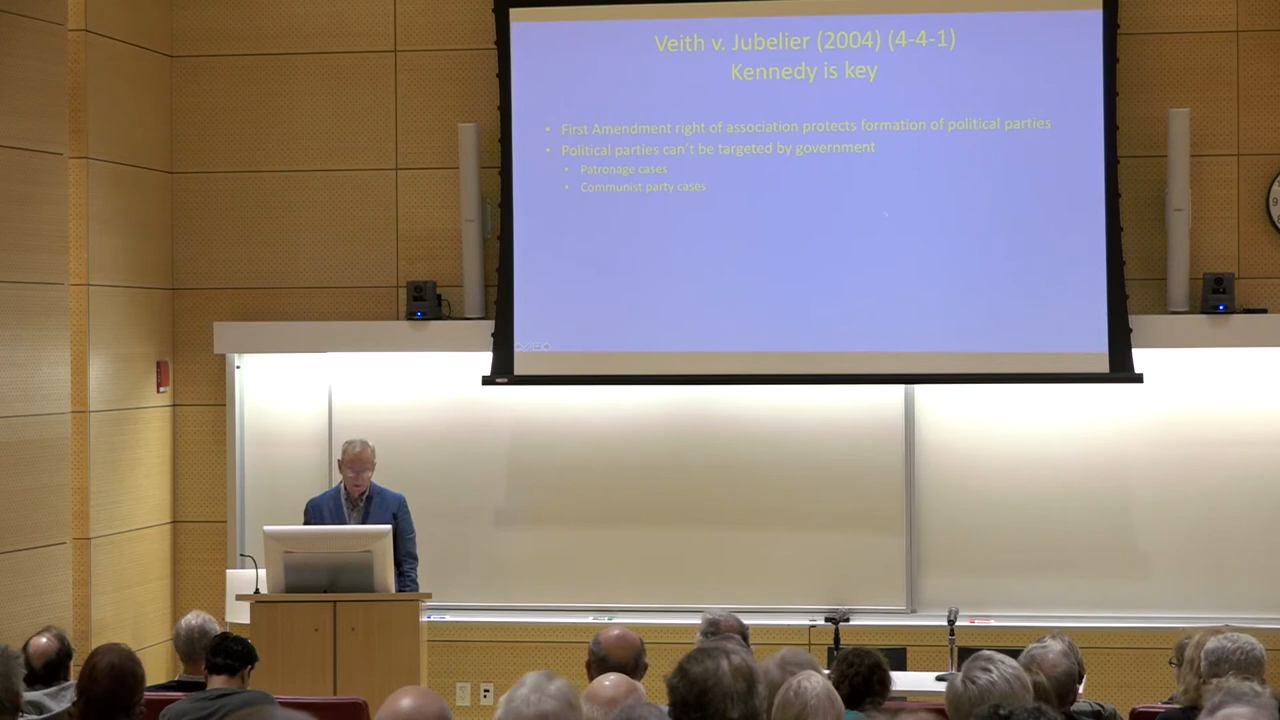 Veith v. Jubelier (2004) (4-4-1)
Kennedy is key
• First Amendment right of association protects formation of political parties
• Political parties can't be targeted by government
• Patronage cases
• Communist party cases
9